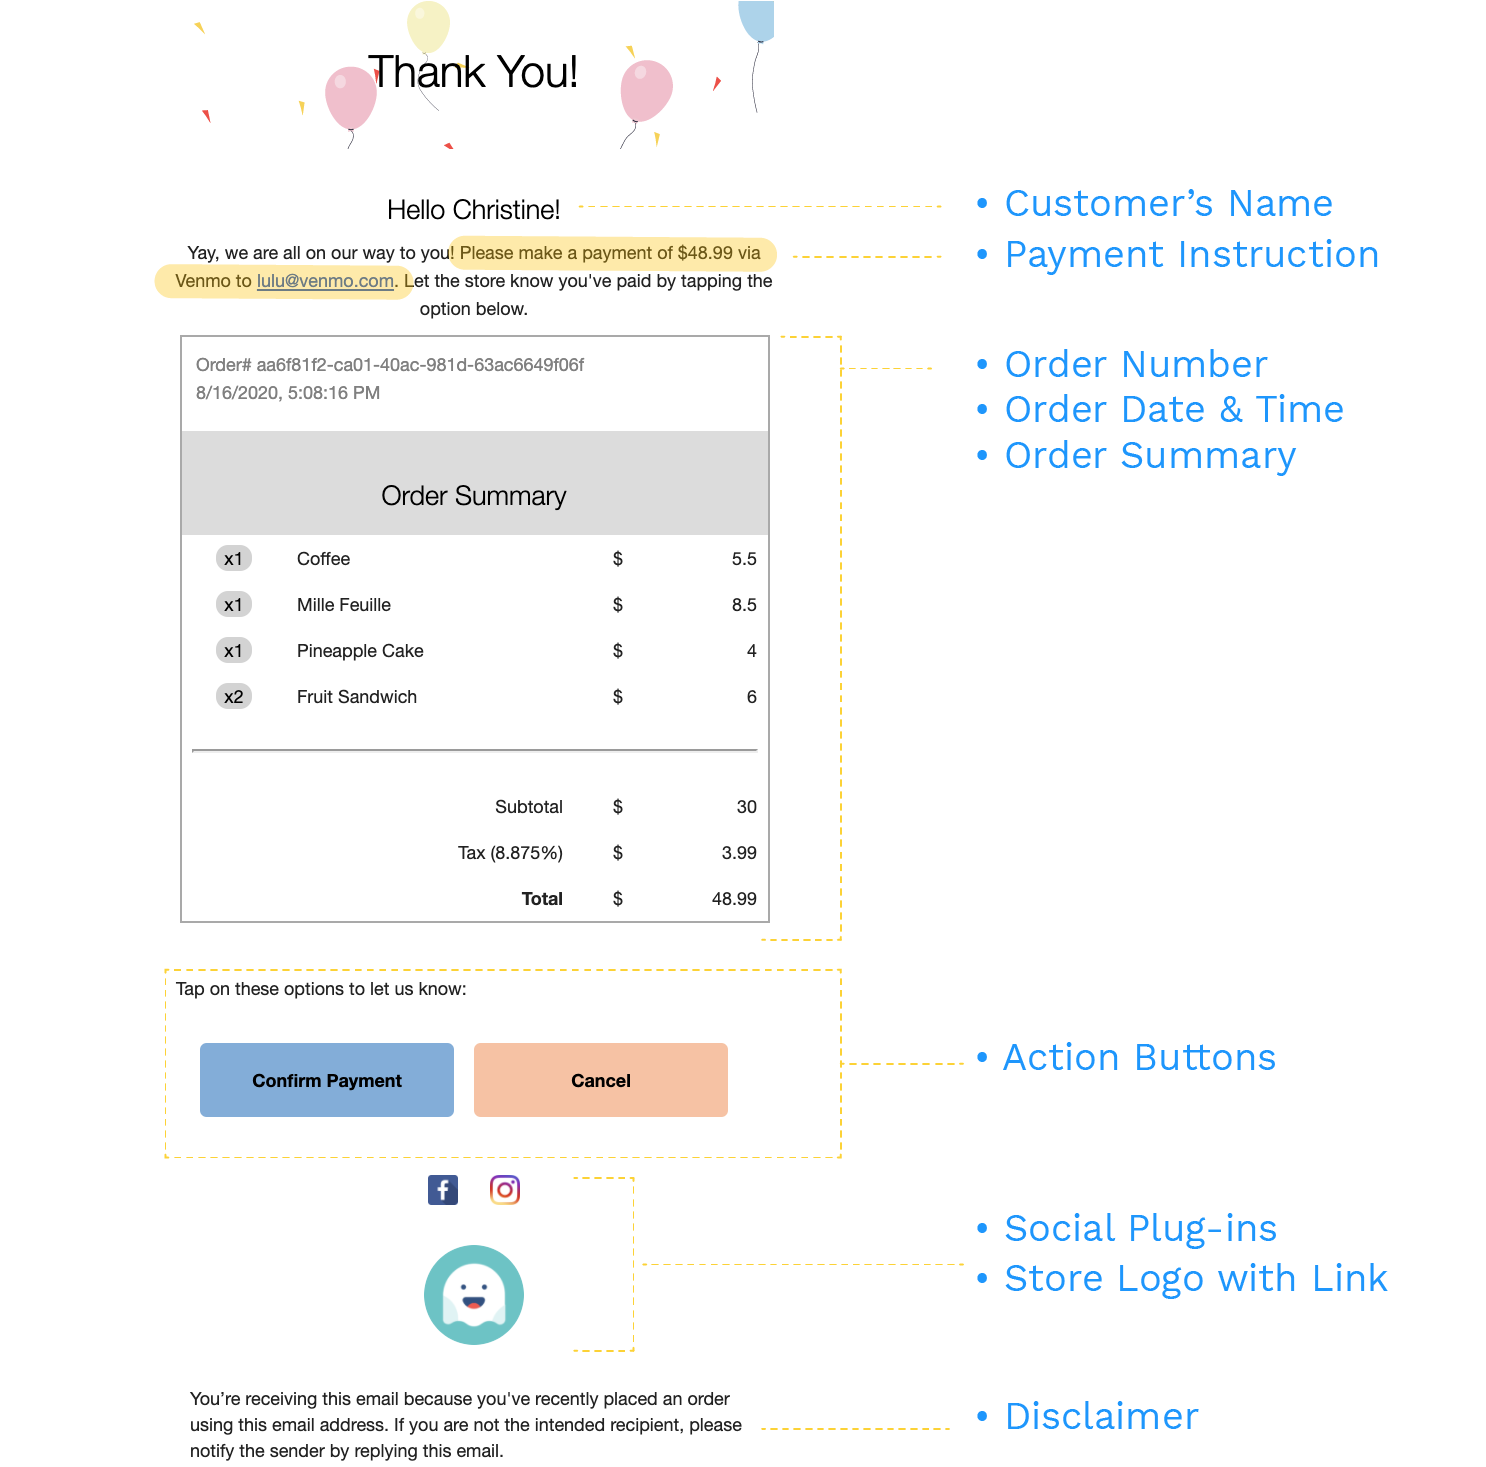 Thank You!
Hello Christine!
• Customer’s Name
Yay, we are all on our way to you! Please make a payment of $48.99 via
Venmo to lulu@venmo.com. Let the store know you've paid by tapping the
option below.
• Payment Instruction
Order# aa6f81f2-ca01-40ac-981d-63ac6649f06f
8/16/2020, 5:08:16 PM
• Order Number
• Order Date & Time
• Order Summary
Order Summary
x1 Coffee $ 5.5
x1 Mille Feuille $ 8.5
x1 Pineapple Cake $ 4
x2 Fruit Sandwich $ 6
Subtotal $ 30
Tax (8.875%) $ 3.99
Total $ 48.99
Tap on these options to let us know:
Confirm Payment Cancel
• Action Buttons
• Social Plug-ins
• Store Logo with Link
You’re receiving this email because you've recently placed an order
using this email address. If you are not the intended recipient, please
notify the sender by replying this email.
• Disclaimer